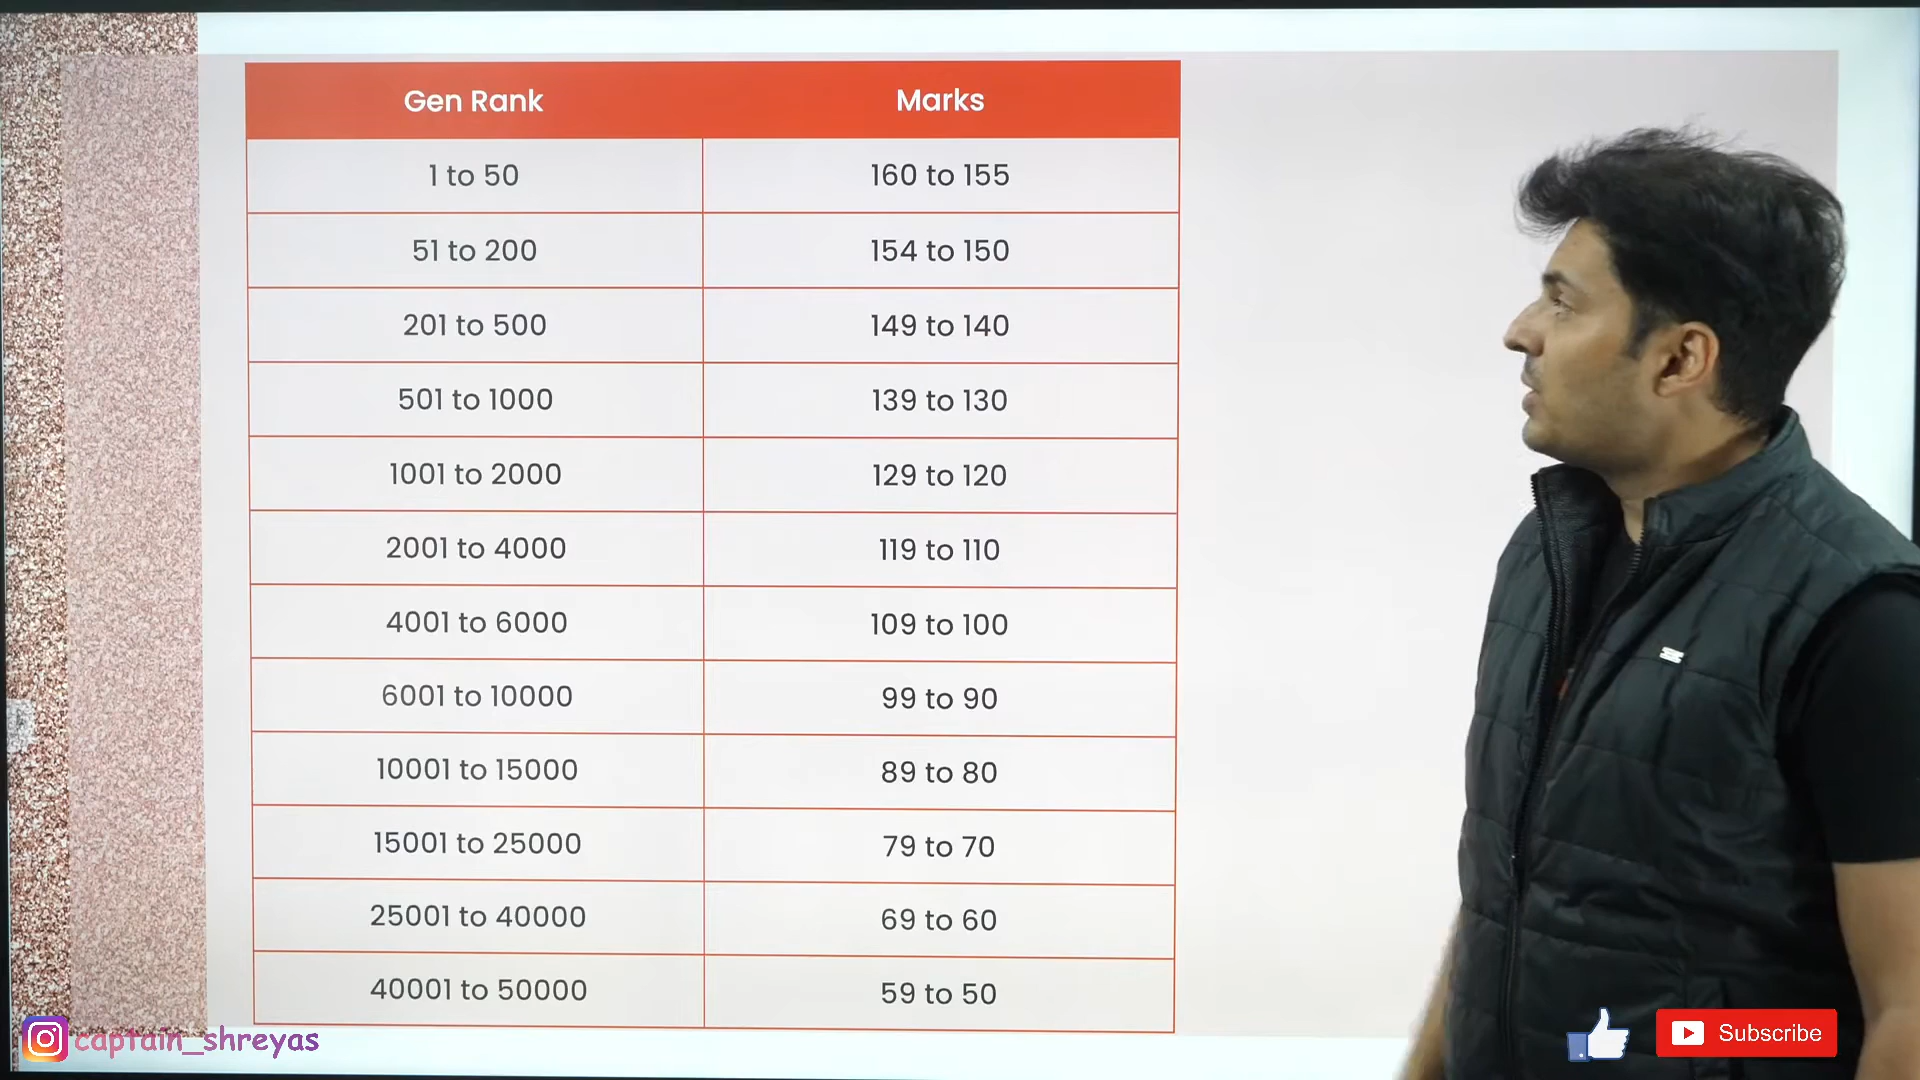 Gen Rank Marks
1 to 50 160 to 155
51 to 200 154 to 150
201 to 500 149 to 140
501 to 1000 139 to 130
1001 to 2000 129 to 120
2001 to 4000 119 to 110
4001 to 6000 109 to 100
6001 to 10000 99 to 90
10001 to 15000 89 to 80
15001 to 25000 79 to 70
25001 to 40000 69 to 60
40001 to 50000 59 to 50
captain_shreyas
Subscribe